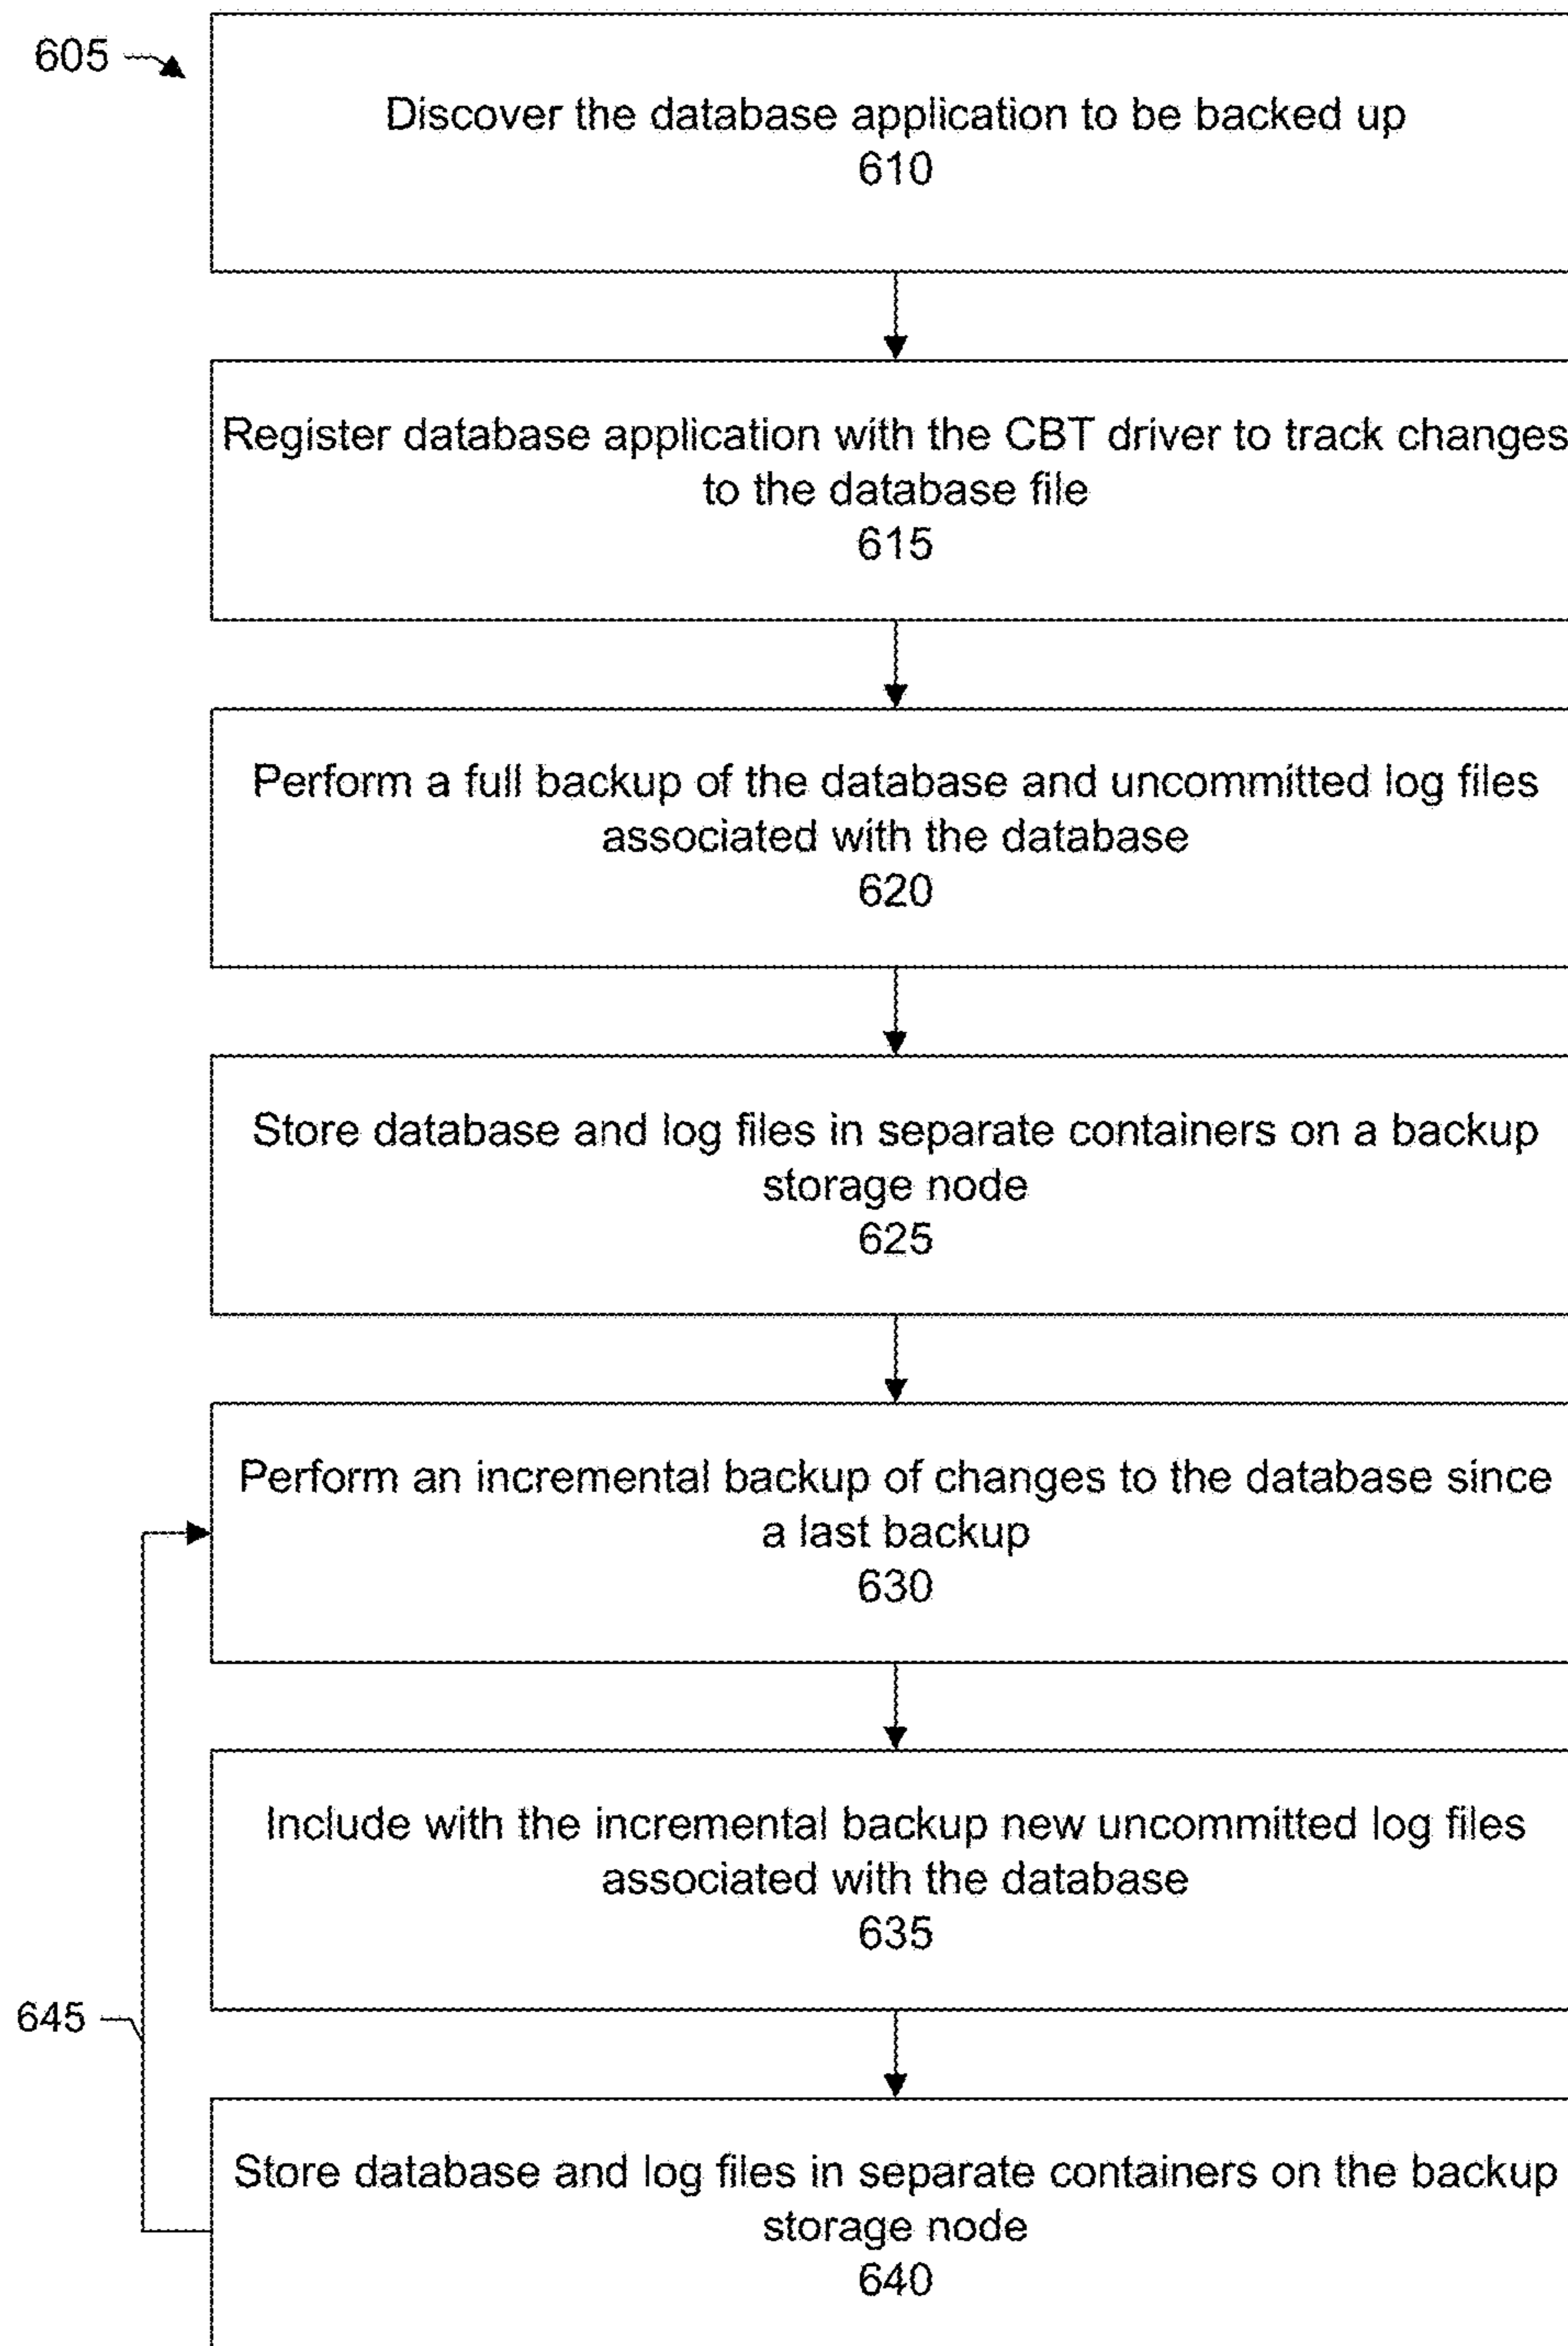 605
Discover the database application to be backed up
610
Register database application with the CBT driver to track changes
to the database file
615
Perform a full backup of the database and uncommitted log files
associated with the database
620
Store database and log files in separate containers on a backup
storage node
625
Perform an incremental backup of changes to the database since
a last backup
630
Include with the incremental backup new uncommitted log files
associated with the database
635
645
Store database and log files in separate containers on the backup
storage node
640